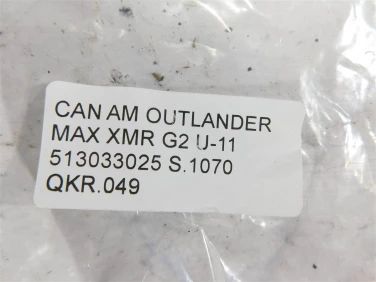 CAN AM OUTLANDER
MAX XMR G2 U-11
513033025 S.1070
QKR.049